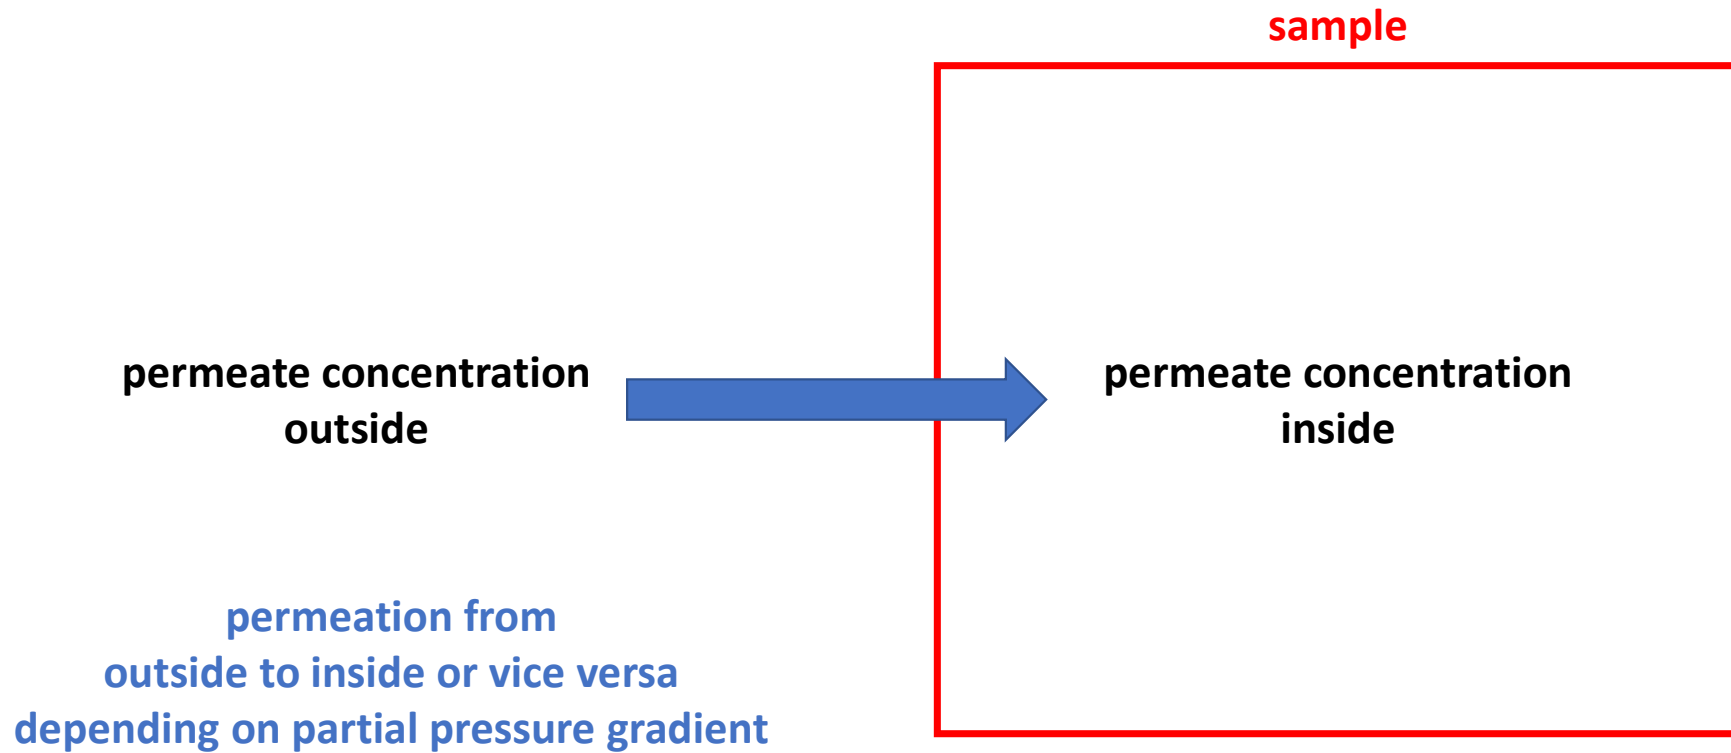 sample
permeate concentration
outside
permeate concentration
inside
permeation from
outside to inside or vice versa
depending on partial pressure gradient